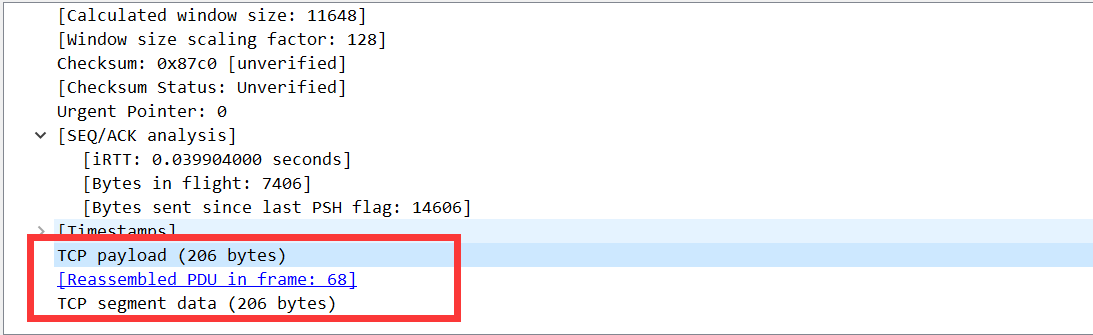 [Calculated window size: 11648]
[Window size scaling factor: 128]
Checksum: 0x87c0 [unverified]
[Checksum Status: Unverified]
Urgent Pointer: 0
[SEQ/ACK analysis]
[iRTT: 0.039904000 seconds]
[Bytes in flight: 7406]
[Bytes sent since last PSH flag: 14606]
[Timestamps]
TCP payload (206 bytes)
[Reassembled PDU in frame: 68]
TCP segment data (206 bytes)